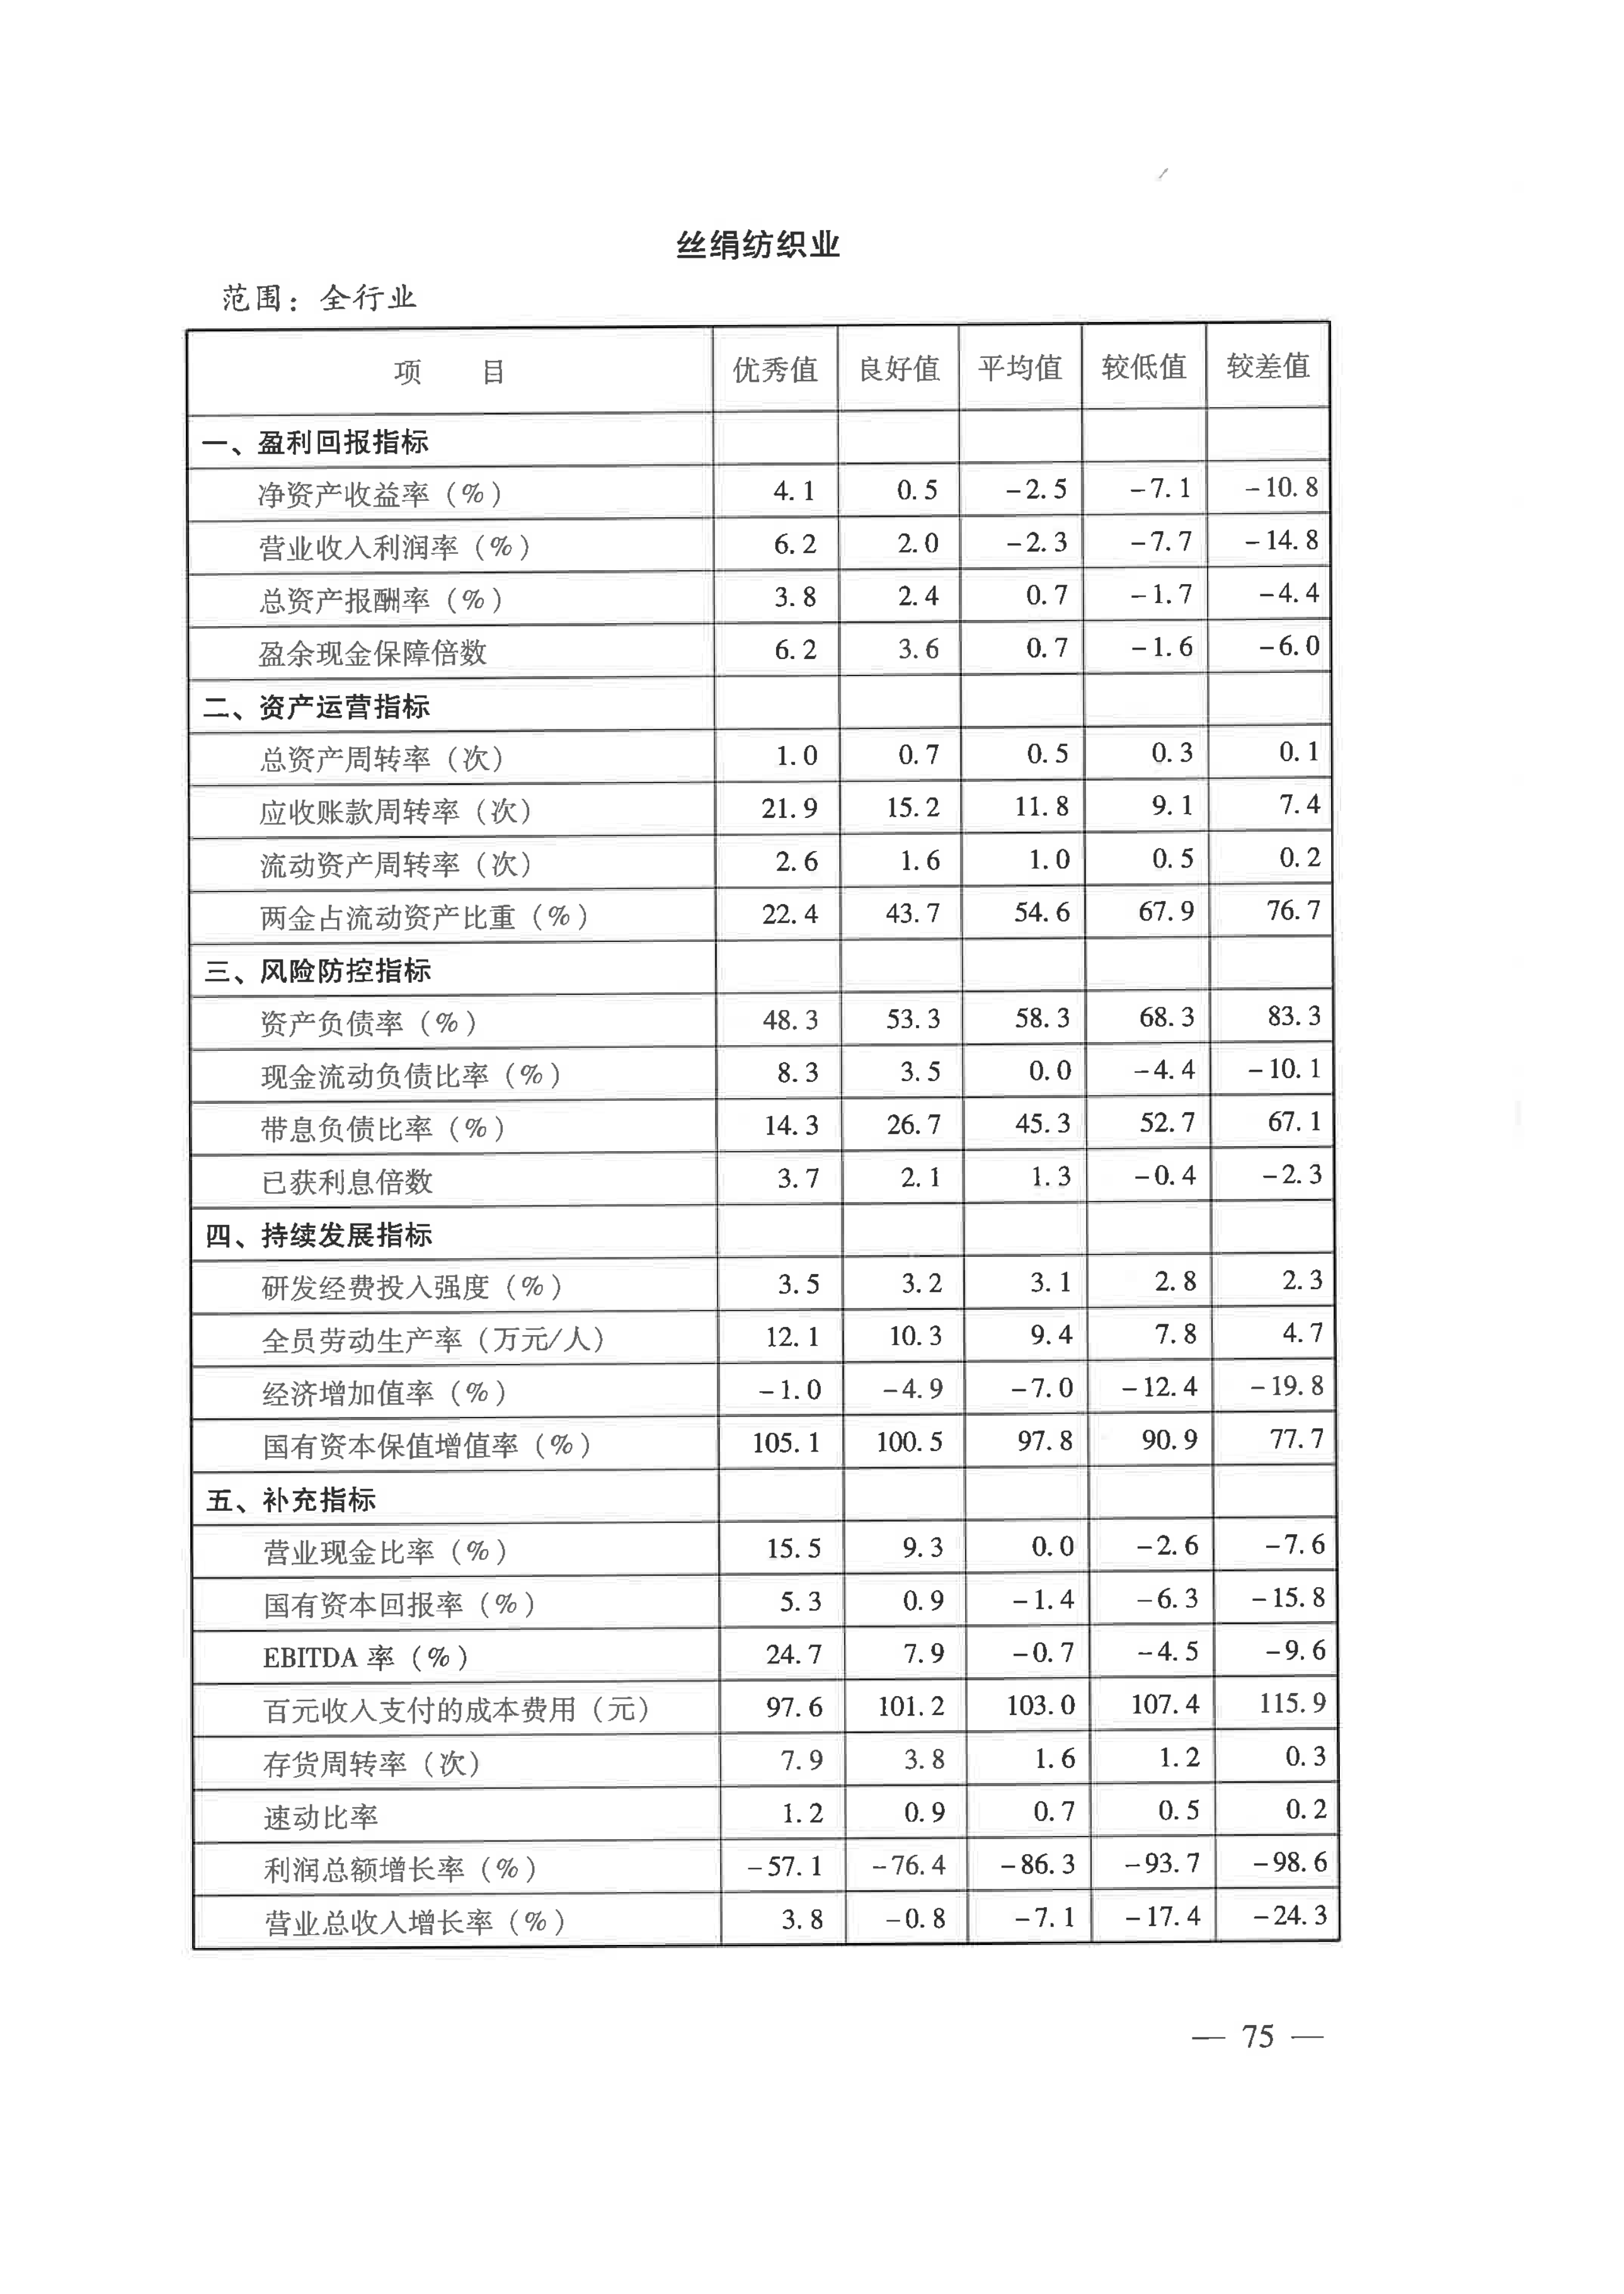 丝绢纺织业
范围：全行业
项 目 优秀值 良好值 平均值 较低值 较差值
一、盈利回报指标
净资产收益率（%） 4.1 0.5 -2.5 -7.1 -10.8
营业收入利润率（%） 6.2 2.0 -2.3 -7.7 -14.8
总资产报酬率（%） 3.8 2.4 0.7 -1.7 -4.4
盈余现金保障倍数 6.2 3.6 0.7 -1.6 -6.0
二、资产运营指标
总资产周转率（次） 1.0 0.7 0.5 0.3 0.1
应收账款周转率（次） 21.9 15.2 11.8 9.1 7.4
流动资产周转率（次） 2.6 1.6 1.0 0.5 0.2
两金占流动资产比重（%） 22.4 43.7 54.6 67.9 76.7
三、风险防控指标
资产负债率（%） 48.3 53.3 58.3 68.3 83.3
现金流动负债比率（%） 8.3 3.5 0.0 -4.4 -10.1
带息负债比率（%） 14.3 26.7 45.3 52.7 67.1
已获利息倍数 3.7 2.1 1.3 -0.4 -2.3
四、持续发展指标
研发经费投入强度（%） 3.5 3.2 3.1 2.8 2.3
全员劳动生产率（万元/人） 12.1 10.3 9.4 7.8 4.7
经济增加值率（%） -1.0 -4.9 -7.0 -12.4 -19.8
国有资本保值增值率（%） 105.1 100.5 97.8 90.9 77.7
五、补充指标
营业现金比率（%） 15.5 9.3 0.0 -2.6 -7.6
国有资本回报率（%） 5.3 0.9 -1.4 -6.3 -15.8
EBITDA 率（%） 24.7 7.9 -0.7 -4.5 -9.6
百元收入支付的成本费用（元） 97.6 101.2 103.0 107.4 115.9
存货周转率（次） 7.9 3.8 1.6 1.2 0.3
速动比率 1.2 0.9 0.7 0.5 0.2
利润总额增长率（%） -57.1 -76.4 -86.3 -93.7 -98.6
营业总收入增长率（%） 3.8 -0.8 -7.1 -17.4 -24.3
— 75 —